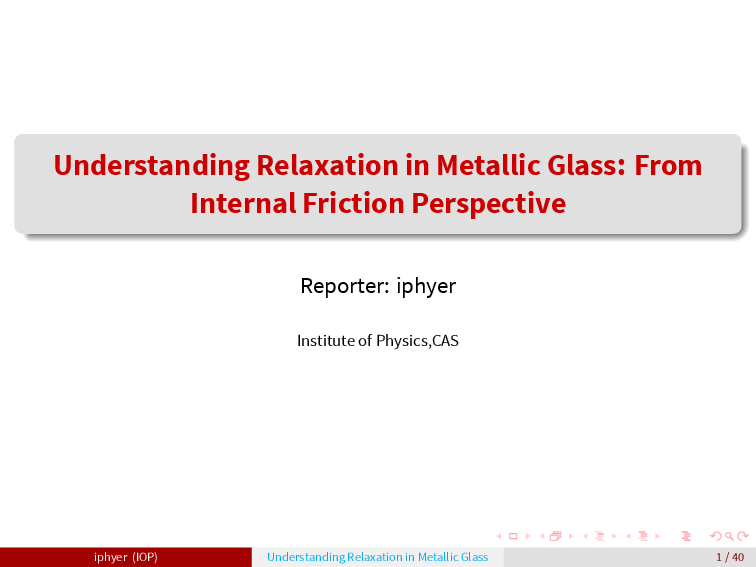 Understanding Relaxation in Metallic Glass: From
Internal Friction Perspective
Reporter: iphyer
Institute of Physics,CAS
iphyer (IOP)
Understanding Relaxation in Metallic Glass
1 / 40